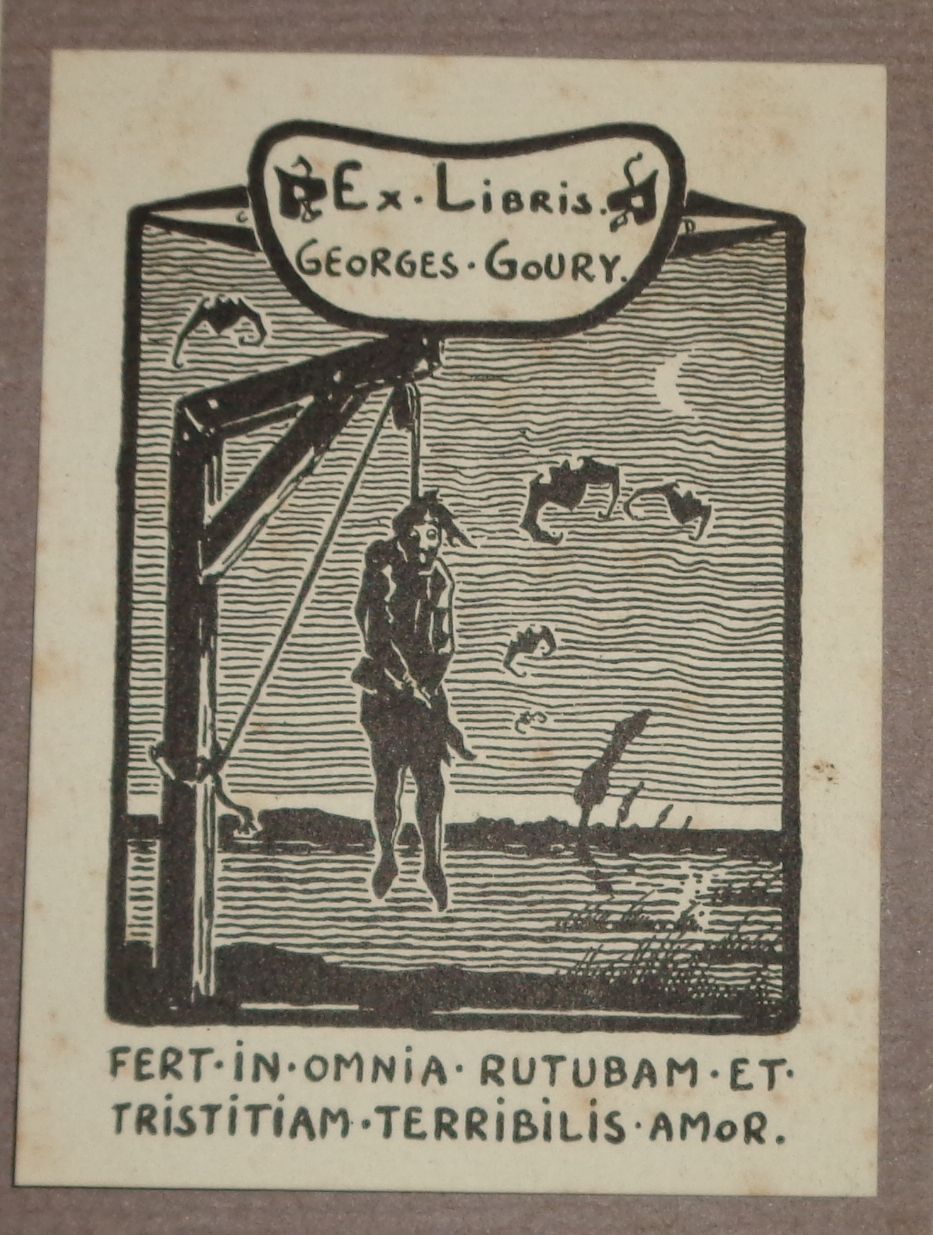 Ex · Libris.
GEORGES · GOURY.
C
D
FERT · IN · OMNIA · RUTUBAM · ET ·
TRISTITIAM · TERRIBILIS · AMOR.